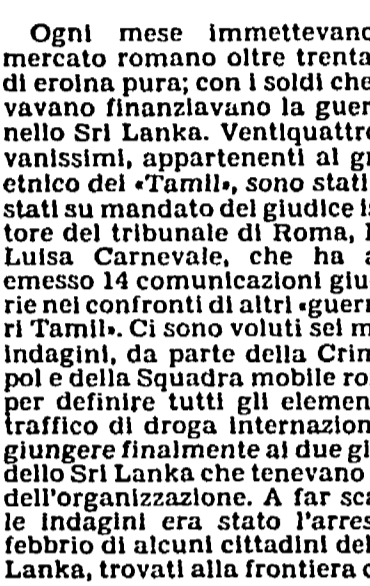 Ogni mese immettevano
mercato romano oltre trenta
di eroina pura; con i soldi che
vavano finanziavano la guer
nello Sri Lanka. Ventiquattro
vanissimi, appartenenti al g
etnico dei «Tamil», sono stati
stati su mandato del giudice i
tore del tribunale di Roma,
Luisa Carnevale, che ha a
emesso 14 comunicazioni giu
rie nei confronti di altri «guer
ri Tamil». Ci sono voluti sei m
indagini, da parte della Crim
pol e della Squadra mobile ro
per definire tutti gli elemen
traffico di droga internazion
giungere finalmente ai due gi
dello Sri Lanka che tenevano
dell'organizzazione. A far sca
le indagini era stato l'arres
febbrio di alcuni cittadini del
Lanka, trovati alla frontiera c